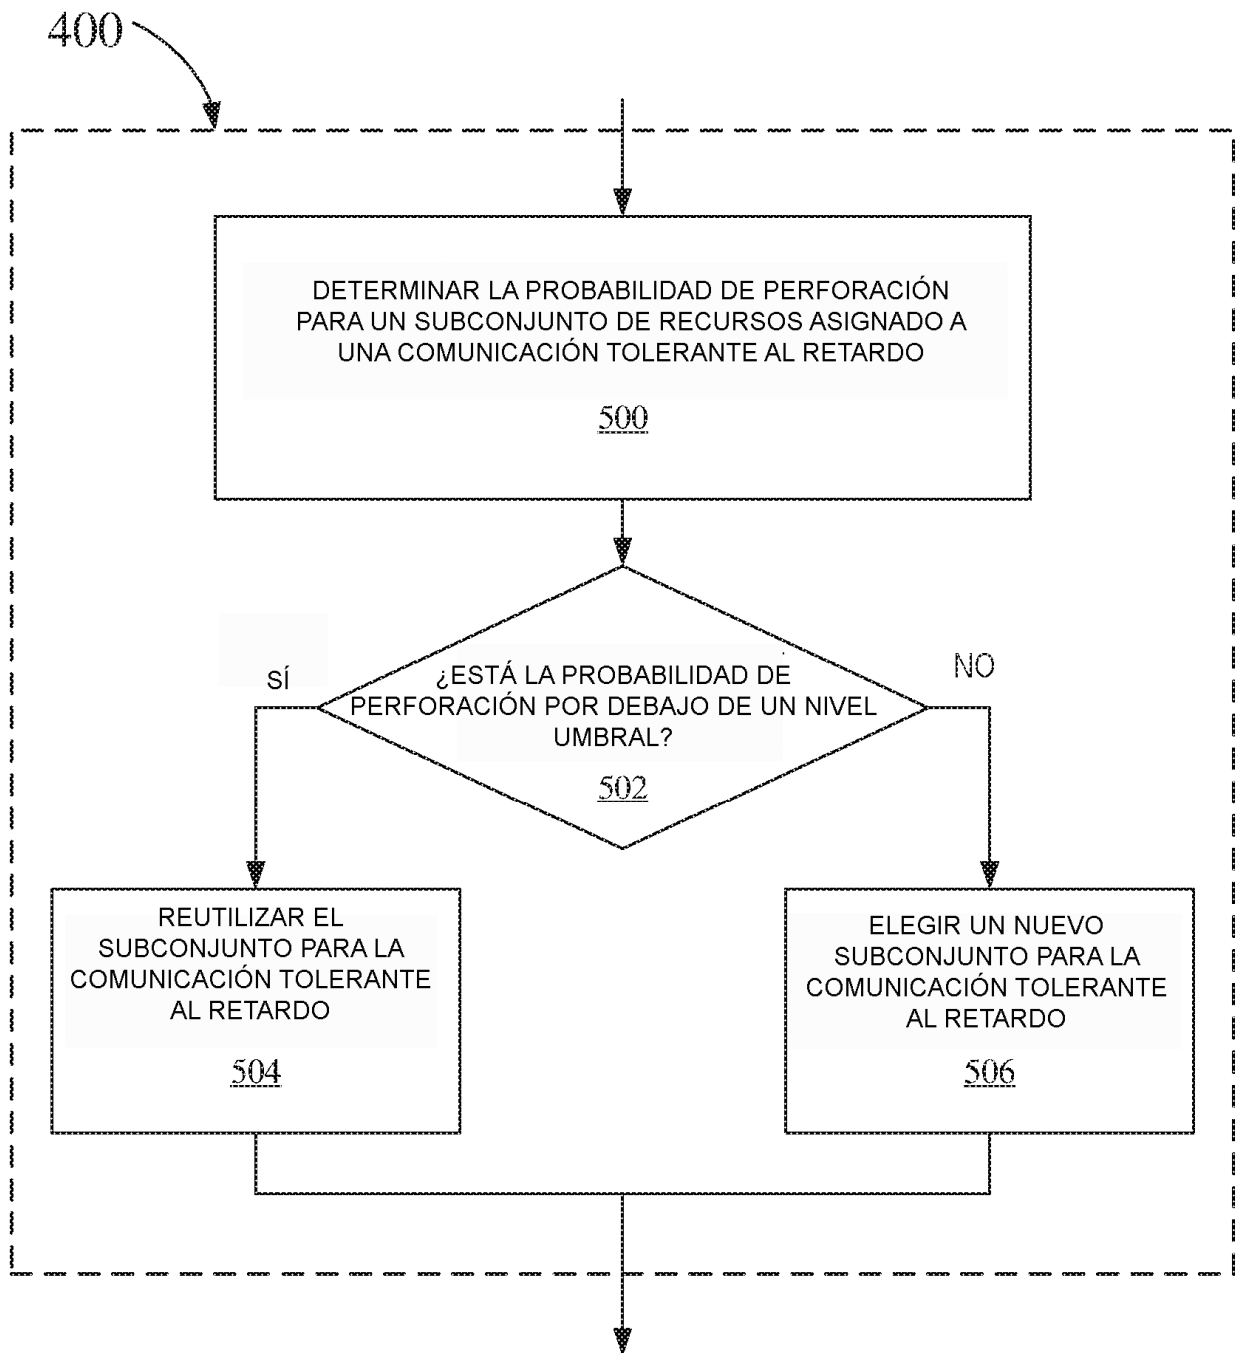 400
DETERMINAR LA PROBABILIDAD DE PERFORACIÓN
PARA UN SUBCONJUNTO DE RECURSOS ASIGNADO A
UNA COMUNICACIÓN TOLERANTE AL RETARDO
500
SÍ
NO
¿ESTÁ LA PROBABILIDAD DE
PERFORACIÓN POR DEBAJO DE UN NIVEL
UMBRAL?
502
REUTILIZAR EL
SUBCONJUNTO PARA LA
COMUNICACIÓN TOLERANTE
AL RETARDO
504
ELEGIR UN NUEVO
SUBCONJUNTO PARA LA
COMUNICACIÓN TOLERANTE
AL RETARDO
506